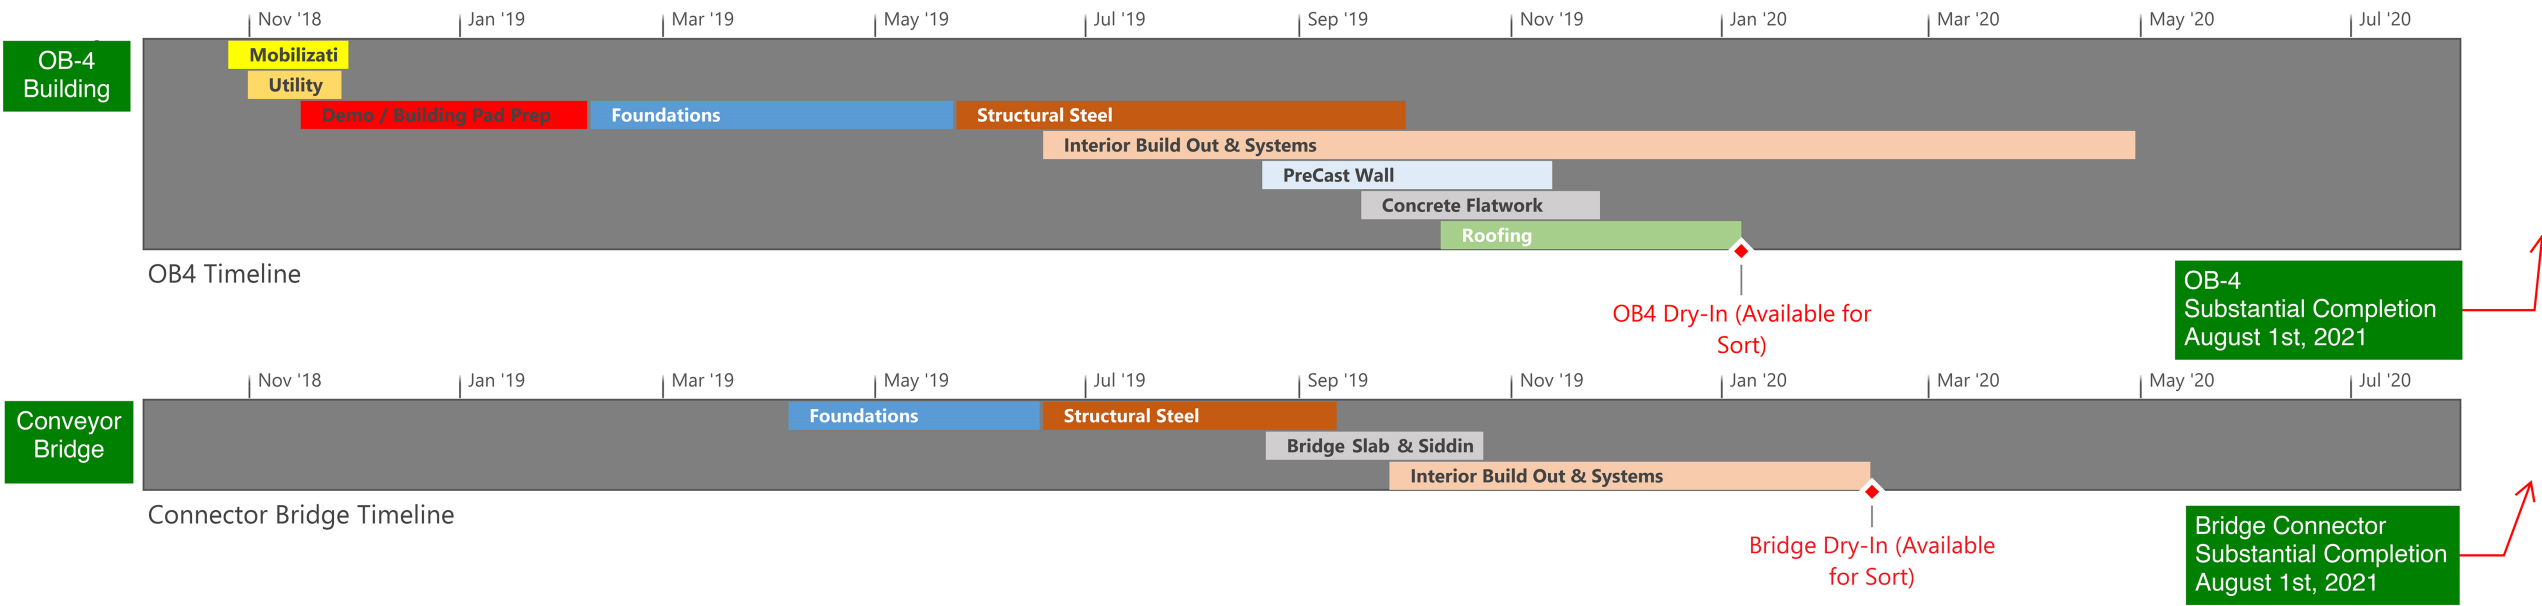 Nov '18 Jan '19 Mar '19 May '19 Jul '19 Sep '19 Nov '19 Jan '20 Mar '20 May '20 Jul '20
OB-4
Building
Mobilizati
Utility
Demo / Building Pad Prep Foundations Structural Steel
Interior Build Out & Systems
PreCast Wall
Concrete Flatwork
Roofing
OB4 Timeline
OB4 Dry-In (Available for
Sort)
OB-4
Substantial Completion
August 1st, 2021
Nov '18 Jan '19 Mar '19 May '19 Jul '19 Sep '19 Nov '19 Jan '20 Mar '20 May '20 Jul '20
Conveyor
Bridge
Foundations Structural Steel
Bridge Slab & Siddin
Interior Build Out & Systems
Connector Bridge Timeline
Bridge Dry-In (Available
for Sort)
Bridge Connector
Substantial Completion
August 1st, 2021